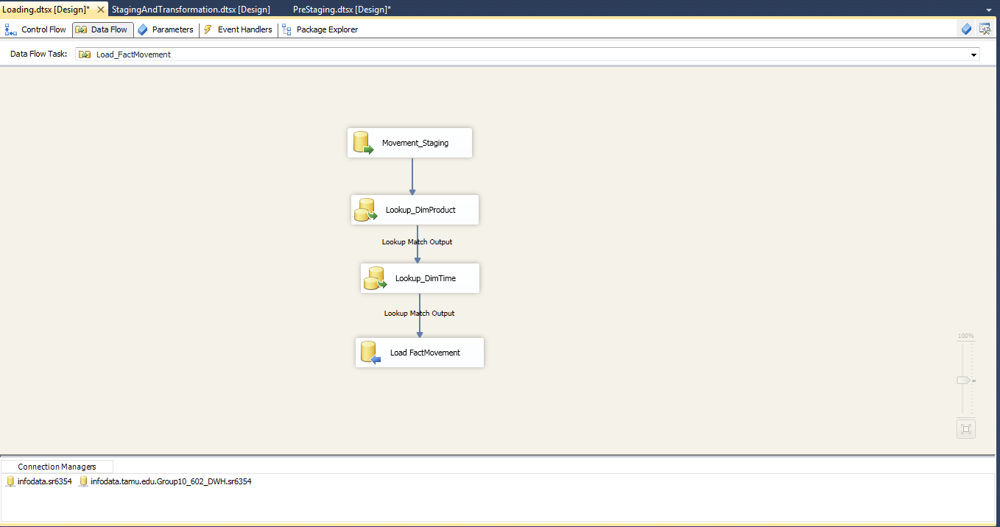 Loading.dtsx [Design]* StagingAndTransformation.dtsx [Design] PreStaging.dtsx [Design]*
Control Flow Data Flow Parameters Event Handlers Package Explorer
Data Flow Task: Load_FactMovement
Movement_Staging
Lookup_DimProduct
Lookup Match Output
Lookup_DimTime
Lookup Match Output
Load FactMovement
100%
Connection Managers
infodata.sr6354 infodata.tamu.edu.Group10_602_DWH.sr6354